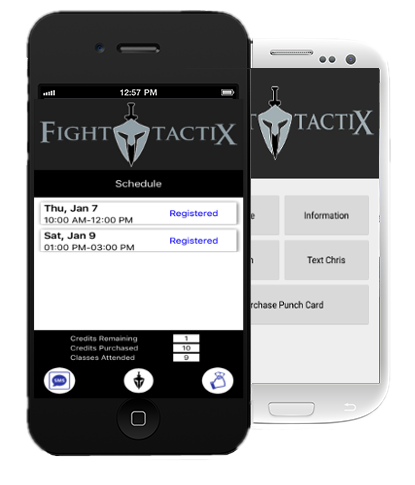 12:57 PM
FIGHT TACTIX
Schedule
Thu, Jan 7
10:00 AM-12:00 PM
Registered
Sat, Jan 9
01:00 PM-03:00 PM
Registered
Credits Remaining 1
Credits Purchased 10
Classes Attended 9
SMS
TACTIX
Information
Text Chris
rchase Punch Card